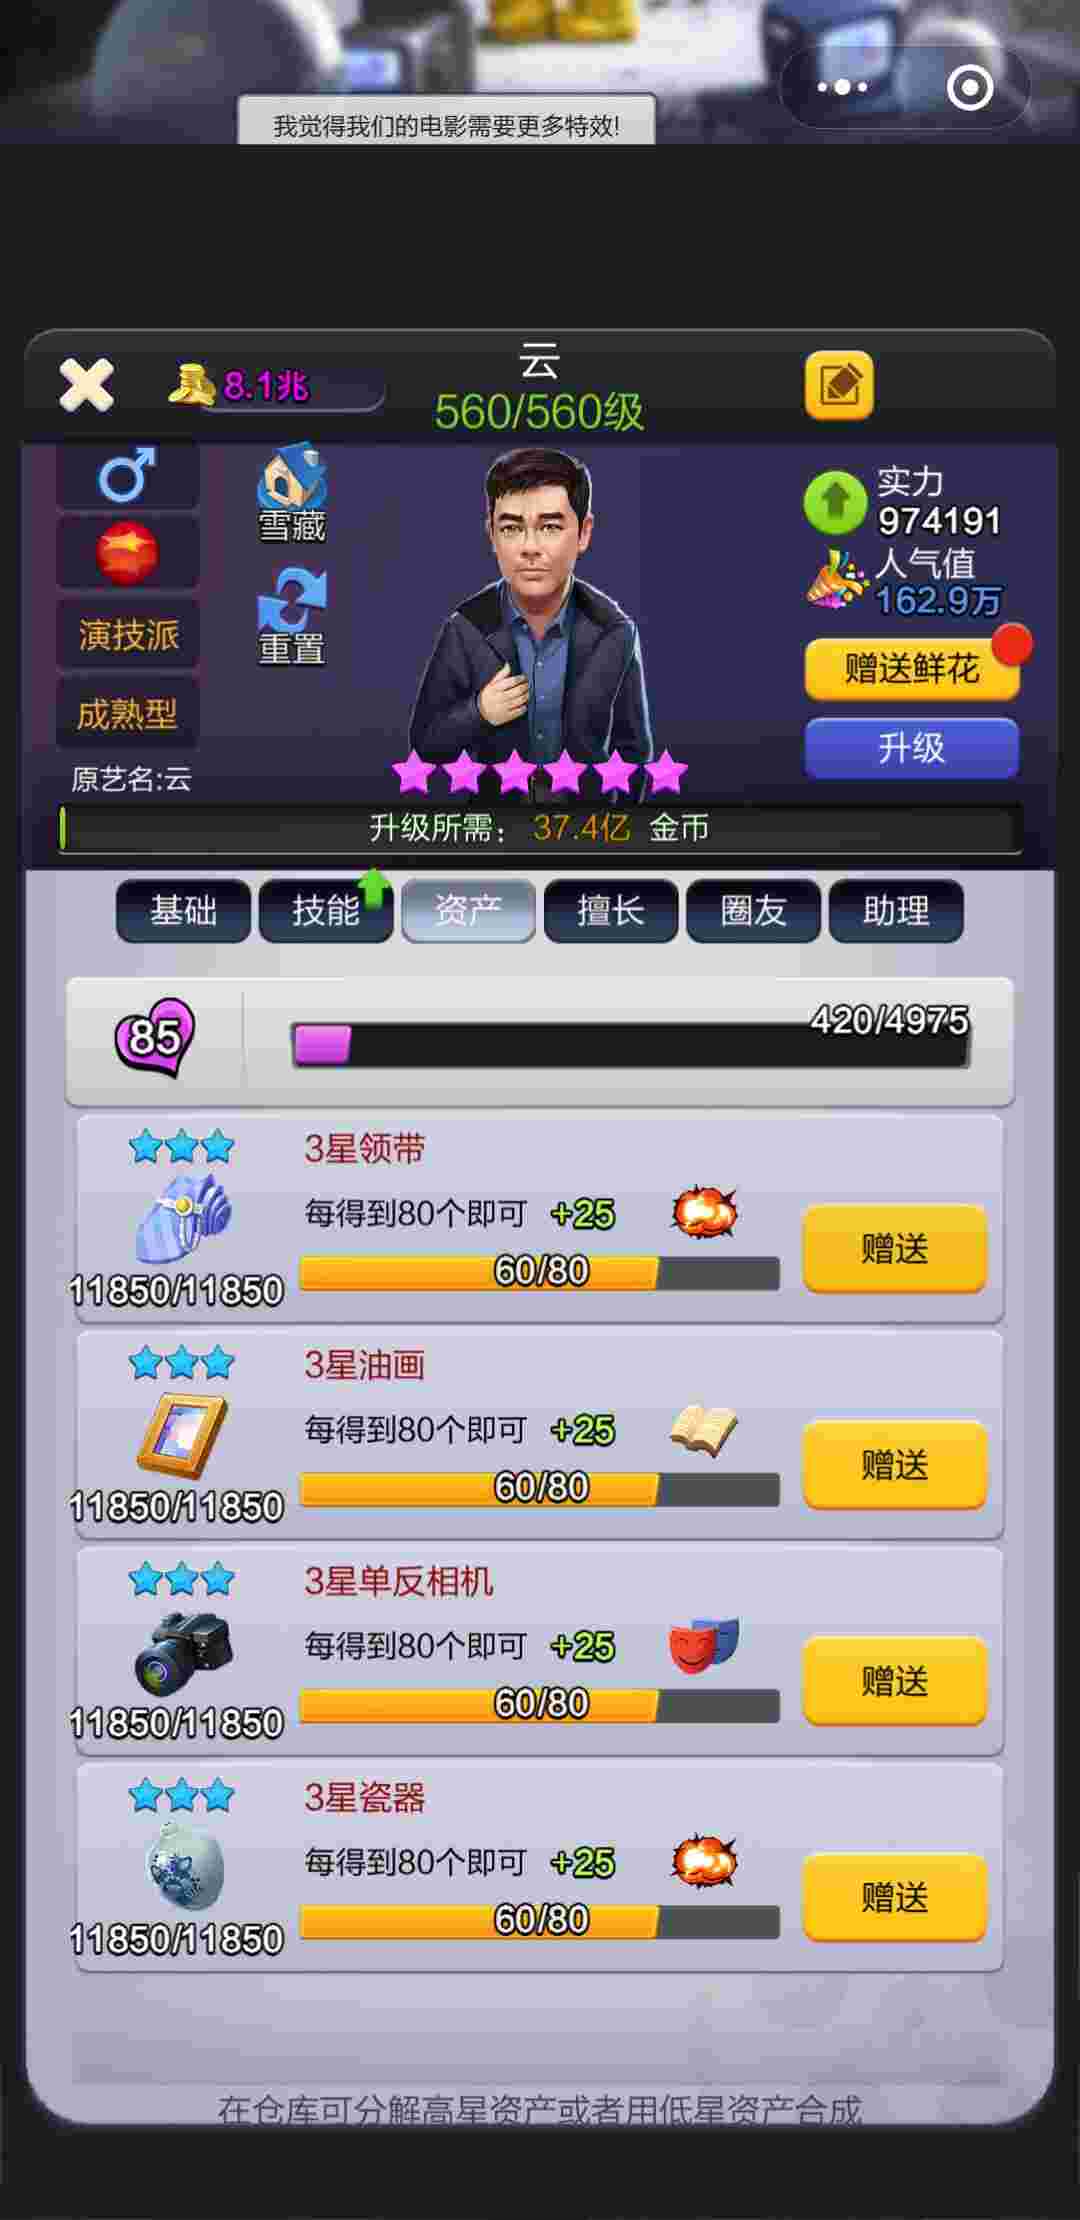 我觉得我们的电影需要更多特效!
云
8.1兆
560/560级
雪藏
实力
974191
人气值
162.9万
演技派
重置
赠送鲜花
成熟型
升级
原艺名:云
升级所需: 37.4亿 金币
基础 技能 资产 擅长 圈友 助理
85 420/4975
3星领带
每得到80个即可 +25
赠送
60/80
11850/11850
3星油画
每得到80个即可 +25
赠送
60/80
11850/11850
3星单反相机
每得到80个即可 +25
赠送
60/80
11850/11850
3星瓷器
每得到80个即可 +25
赠送
60/80
11850/11850
在仓库可分解高星资产或者用低星资产合成